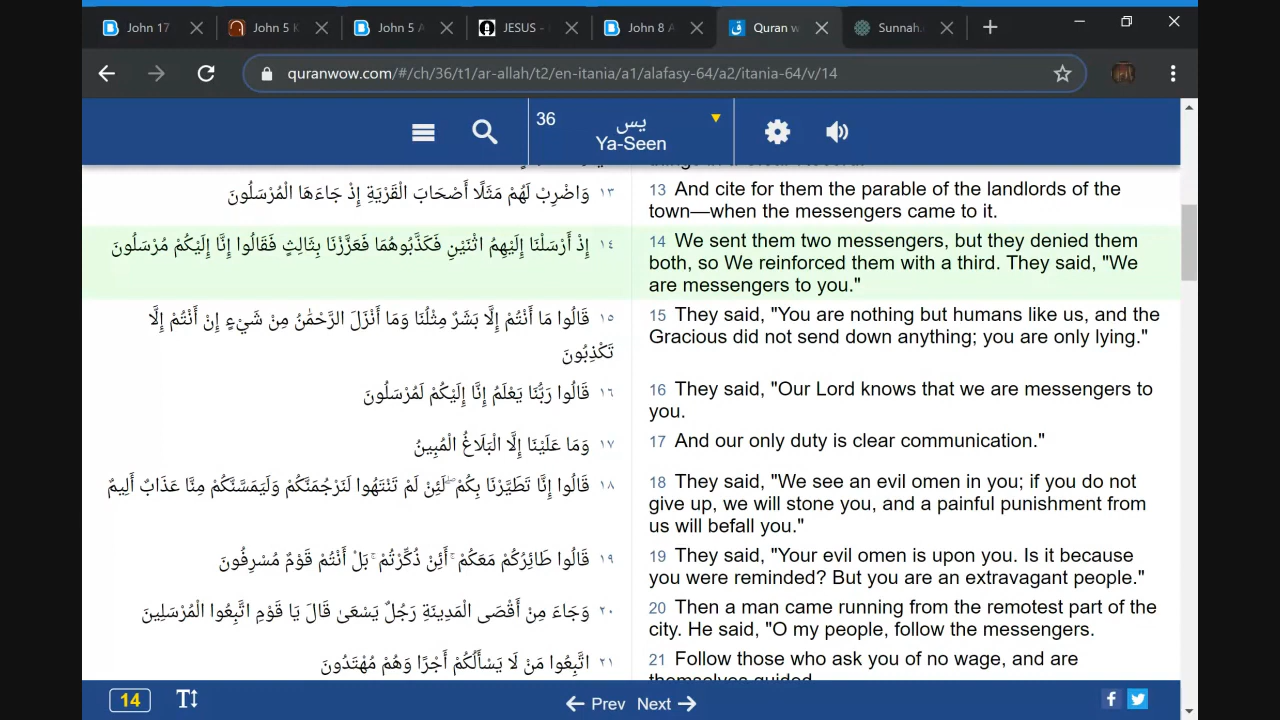 John 17
John 5 K
John 5 A
JESUS -
John 8 A
Quran w
Sunnah.
quranwow.com/#/ch/36/t1/ar-allah/t2/en-itania/a1/alafasy-64/a2/itania-64/v/14
36
يس
Ya-Seen
١٣ وَاضْرِبْ لَهُمْ مَثَلًا أَصْحَابَ الْقَرْيَةِ إِذْ جَاءَهَا الْمُرْسَلُونَ
13 And cite for them the parable of the landlords of the
town—when the messengers came to it.
١٤ إِذْ أَرْسَلْنَا إِلَيْهِمُ اثْنَيْنِ فَكَذَّبُوهُمَا فَعَزَّزْنَا بِثَالِثٍ فَقَالُوا إِنَّا إِلَيْكُمْ مُرْسَلُونَ
14 We sent them two messengers, but they denied them
both, so We reinforced them with a third. They said, "We
are messengers to you."
١٥ قَالُوا مَا أَنْتُمْ إِلَّا بَشَرٌ مِثْلُنَا وَمَا أَنْزَلَ الرَّحْمَٰنُ مِنْ شَيْءٍ إِنْ أَنْتُمْ إِلَّا
تَكْذِبُونَ
15 They said, "You are nothing but humans like us, and the
Gracious did not send down anything; you are only lying."
١٦ قَالُوا رَبُّنَا يَعْلَمُ إِنَّا إِلَيْكُمْ لَمُرْسَلُونَ
16 They said, "Our Lord knows that we are messengers to
you.
١٧ وَمَا عَلَيْنَا إِلَّا الْبَلَاغُ الْمُبِينُ
17 And our only duty is clear communication."
١٨ قَالُوا إِنَّا تَطَيَّرْنَا بِكُمْ ۖ لَئِنْ لَمْ تَنْتَهُوا لَنَرْجُمَنَّكُمْ وَلَيَمَسَّنَّكُمْ مِنَّا عَذَابٌ أَلِيمٌ
18 They said, "We see an evil omen in you; if you do not
give up, we will stone you, and a painful punishment from
us will befall you."
١٩ قَالُوا طَائِرُكُمْ مَعَكُمْ ۚ أَئِنْ ذُكِّرْتُمْ ۚ بَلْ أَنْتُمْ قَوْمٌ مُسْرِفُونَ
19 They said, "Your evil omen is upon you. Is it because
you were reminded? But you are an extravagant people."
٢٠ وَجَاءَ مِنْ أَقْصَى الْمَدِينَةِ رَجُلٌ يَسْعَىٰ قَالَ يَا قَوْمِ اتَّبِعُوا الْمُرْسَلِينَ
20 Then a man came running from the remotest part of the
city. He said, "O my people, follow the messengers.
٢١ اتَّبِعُوا مَنْ لَا يَسْأَلُكُمْ أَجْرًا وَهُمْ مُهْتَدُونَ
21 Follow those who ask you of no wage, and are
themselves guided.
14
T
Prev Next